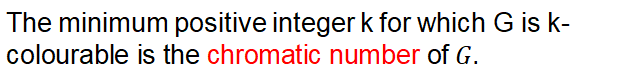 The minimum positive integer k for which G is k-
colourable is the chromatic number of G.